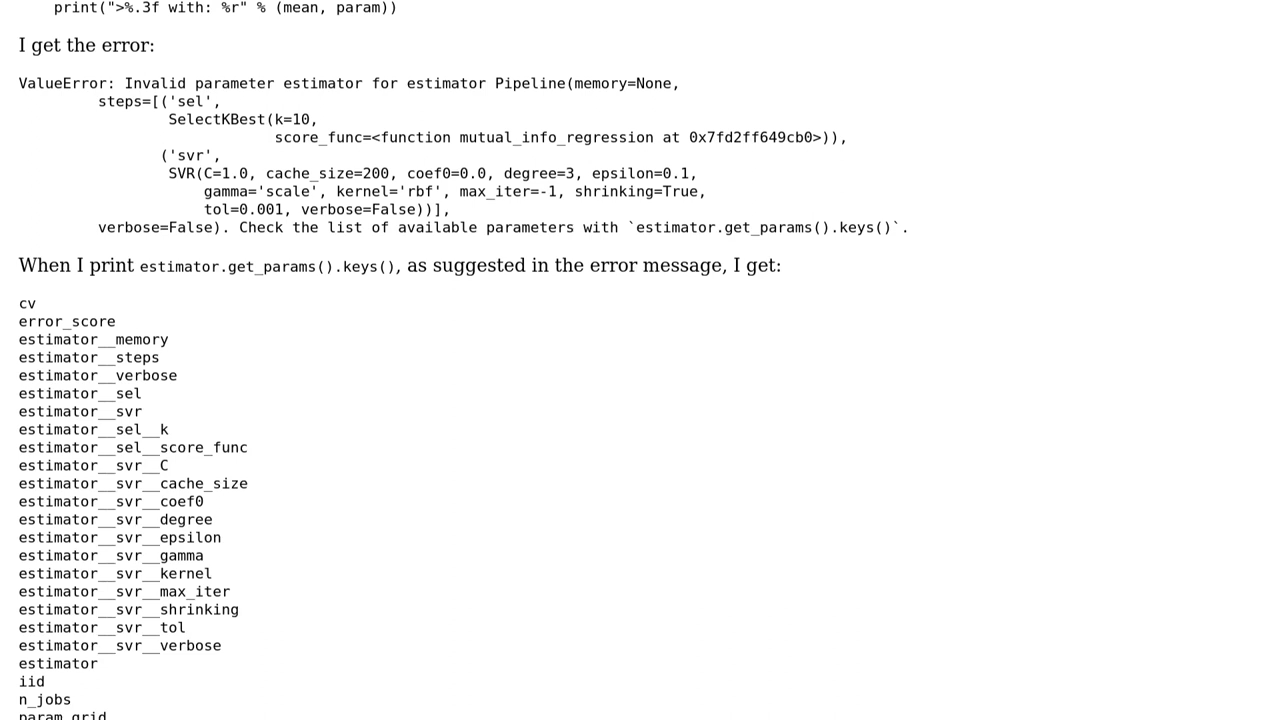 print(">%.3f with: %r" % (mean, param))
I get the error:
ValueError: Invalid parameter estimator for estimator Pipeline(memory=None,
steps=[('sel',
SelectKBest(k=10,
score_func=<function mutual_info_regression at 0x7fd2ff649cb0>)),
('svr',
SVR(C=1.0, cache_size=200, coef0=0.0, degree=3, epsilon=0.1,
gamma='scale', kernel='rbf', max_iter=-1, shrinking=True,
tol=0.001, verbose=False))],
verbose=False). Check the list of available parameters with `estimator.get_params().keys()`.
When I print estimator.get_params().keys(), as suggested in the error message, I get:
cv
error_score
estimator__memory
estimator__steps
estimator__verbose
estimator__sel
estimator__svr
estimator__sel__k
estimator__sel__score_func
estimator__svr__C
estimator__svr__cache_size
estimator__svr__coef0
estimator__svr__degree
estimator__svr__epsilon
estimator__svr__gamma
estimator__svr__kernel
estimator__svr__max_iter
estimator__svr__shrinking
estimator__svr__tol
estimator__svr__verbose
estimator
iid
n_jobs
param_grid